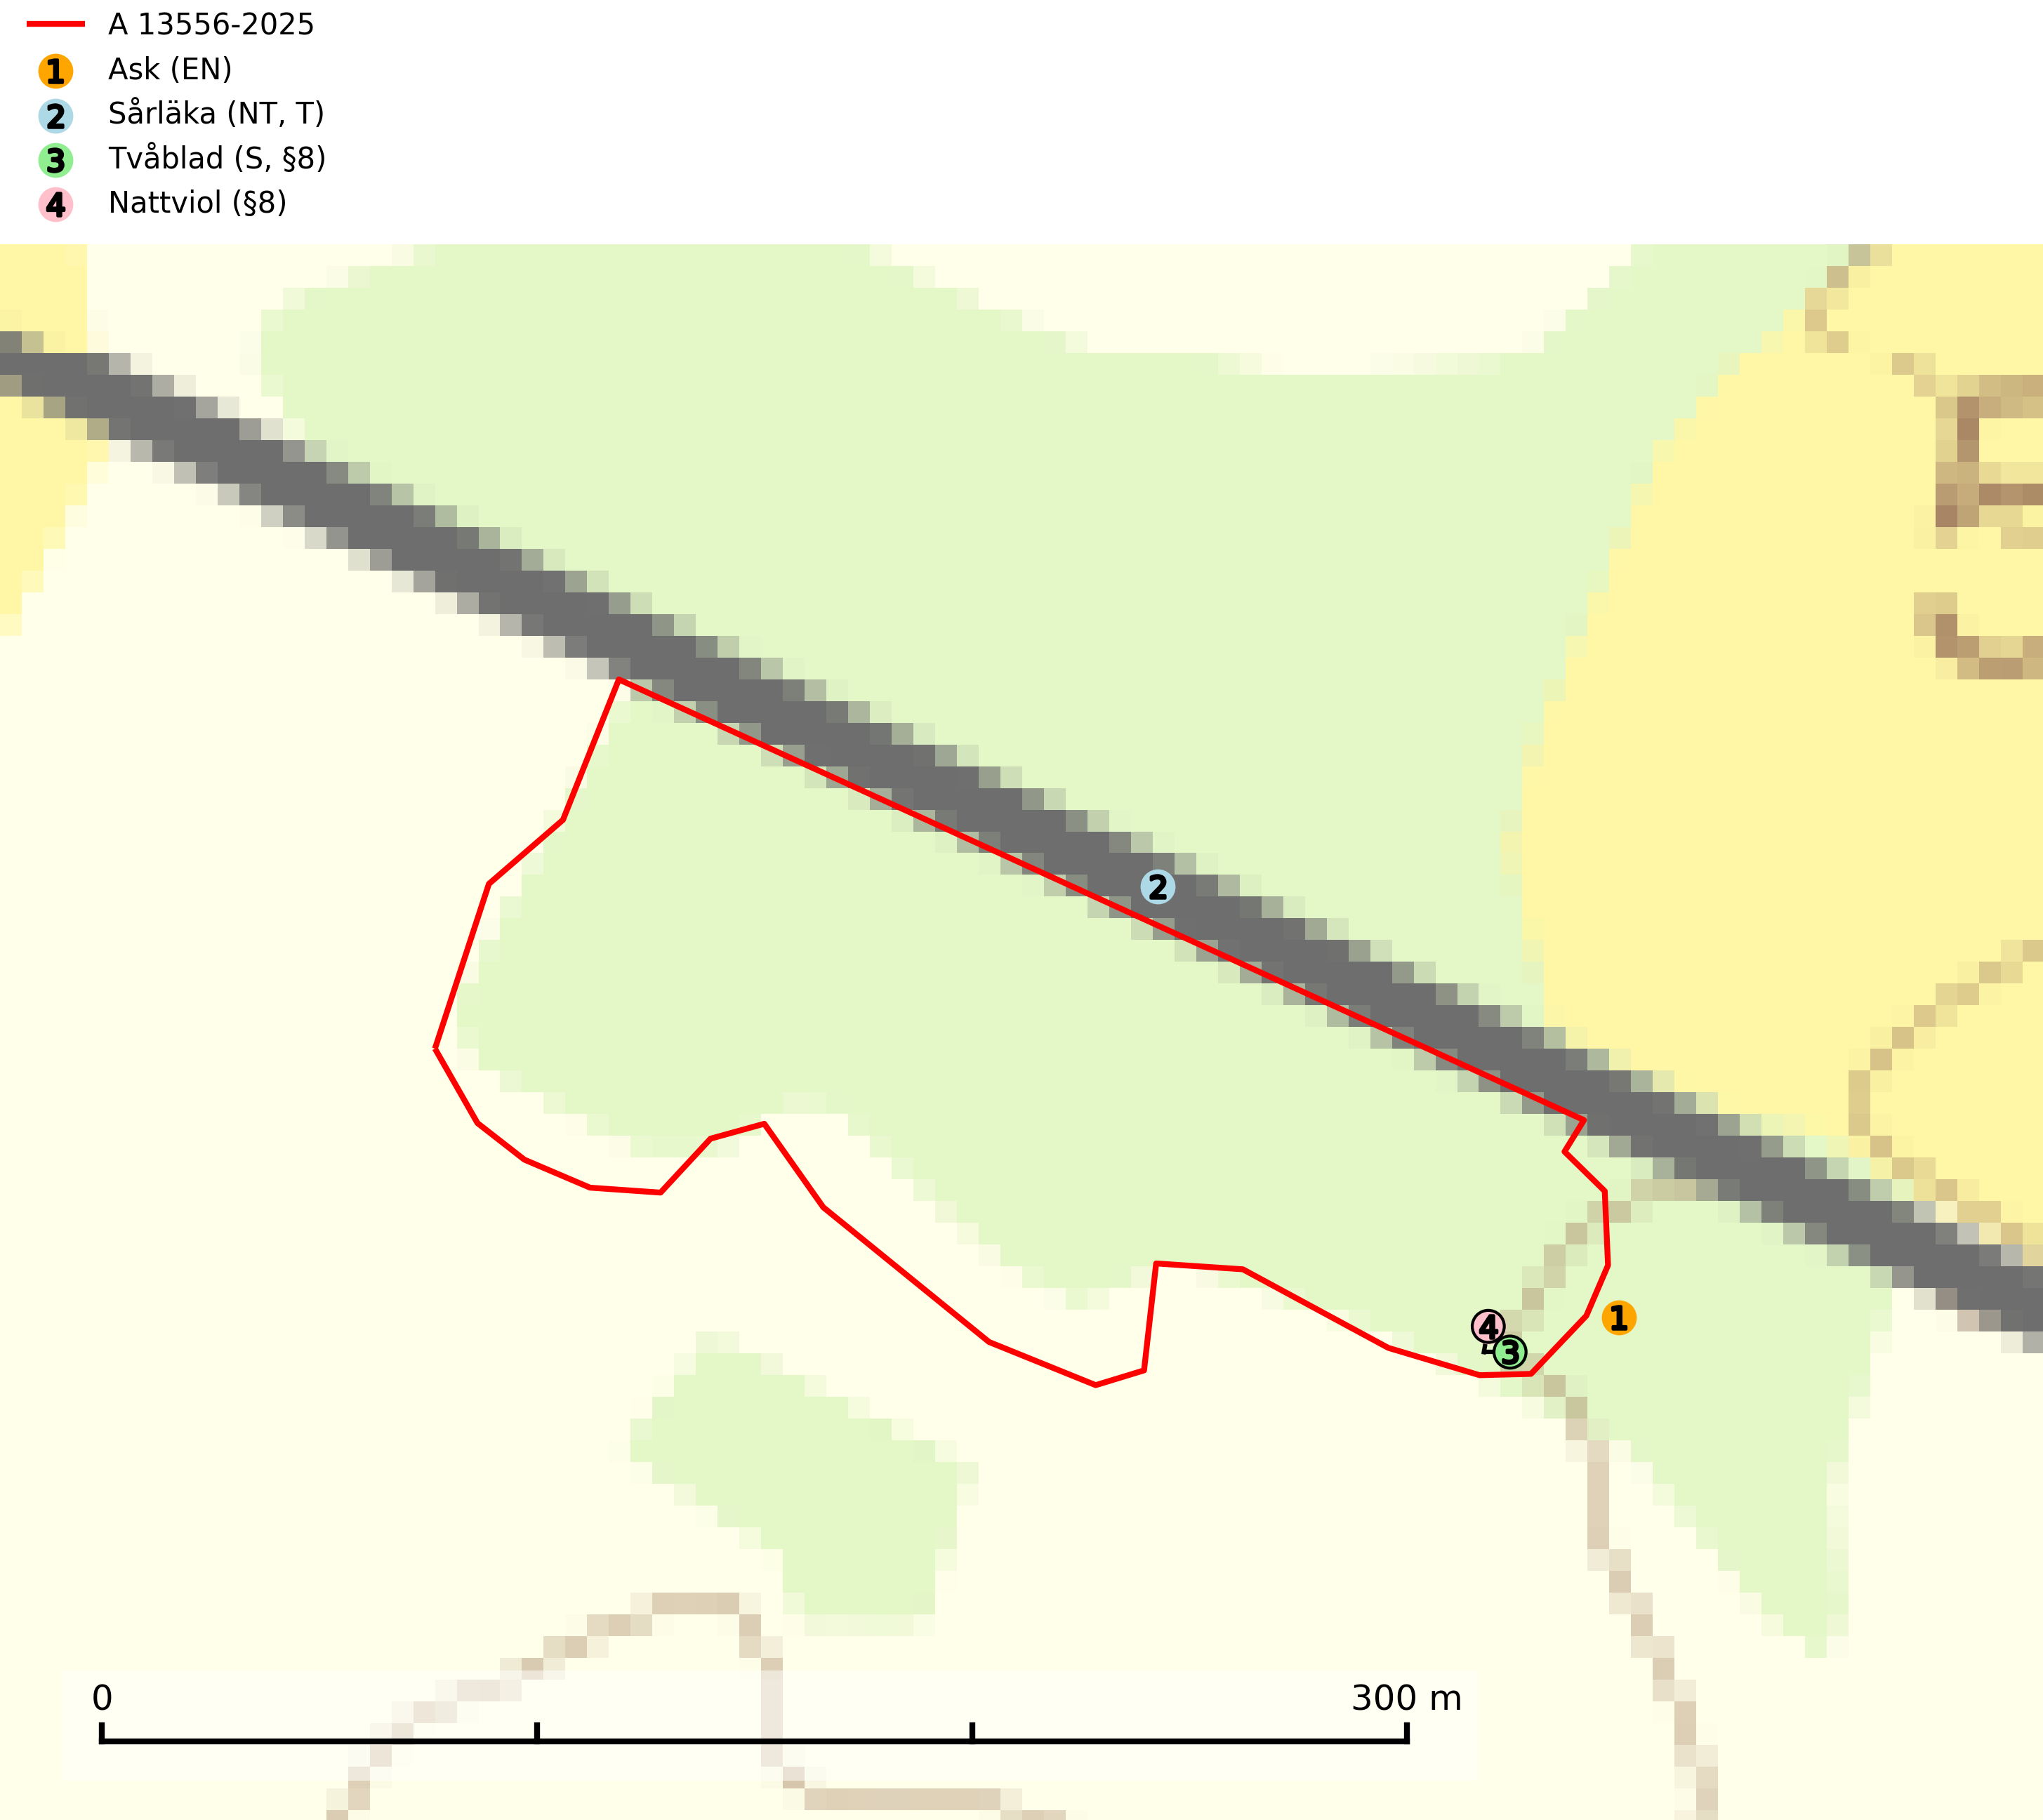 A 13556-2025
1 Ask (EN)
2 Sårläka (NT, T)
3 Tvåblad (S, §8)
4 Nattviol (§8)
2
1
4
3
0 300 m